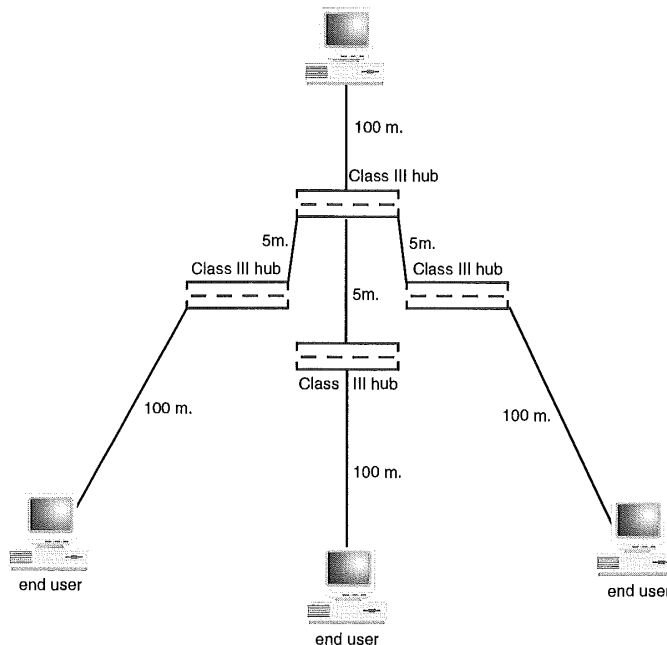 100 m.
Class III hub
5m.
5m.
Class III hub
Class III hub
5m.
Class III hub
100 m.
100 m.
100 m.
end user
end user
end user